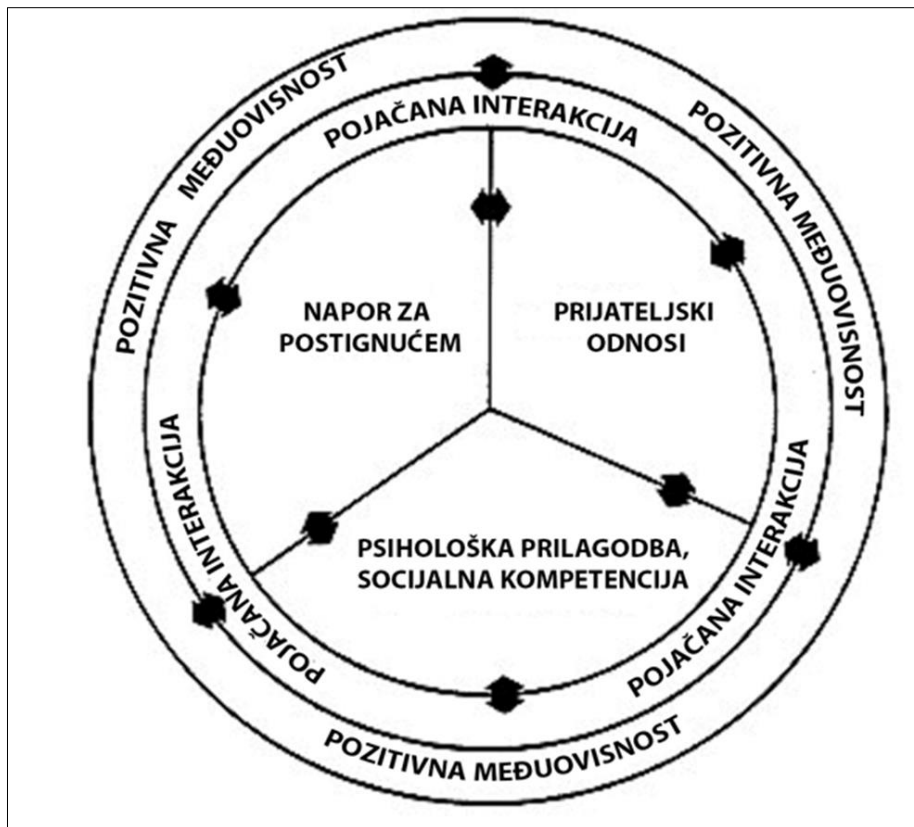 POZITIVNA MEĐUOVISNOST
POZITIVNA MEĐUOVISNOST
POJAČANA INTERAKCIJA
NAPOR ZA
POSTIGNUĆEM
PRIJATELJSKI
ODNOSI
PSIHOLOŠKA PRILAGODBA,
SOCIJALNA KOMPETENCIJA
POJAČANA INTERAKCIJA
POJAČANA INTERAKCIJA
POZITIVNA MEĐUOVISNOST